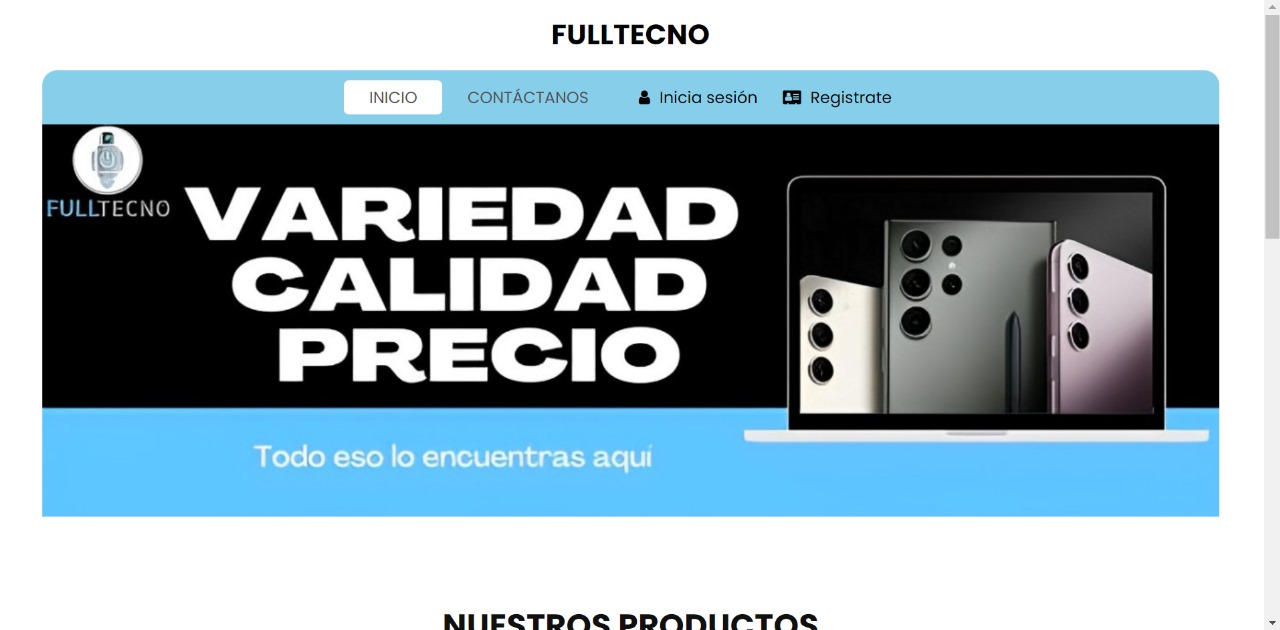 FULLTECNO
INICIO CONTÁCTANOS Inicia sesión Registrate
FULLTECNO
VARIEDAD
CALIDAD
PRECIO
Todo eso lo encuentras aquí
NUESTROS PRODUCTOS